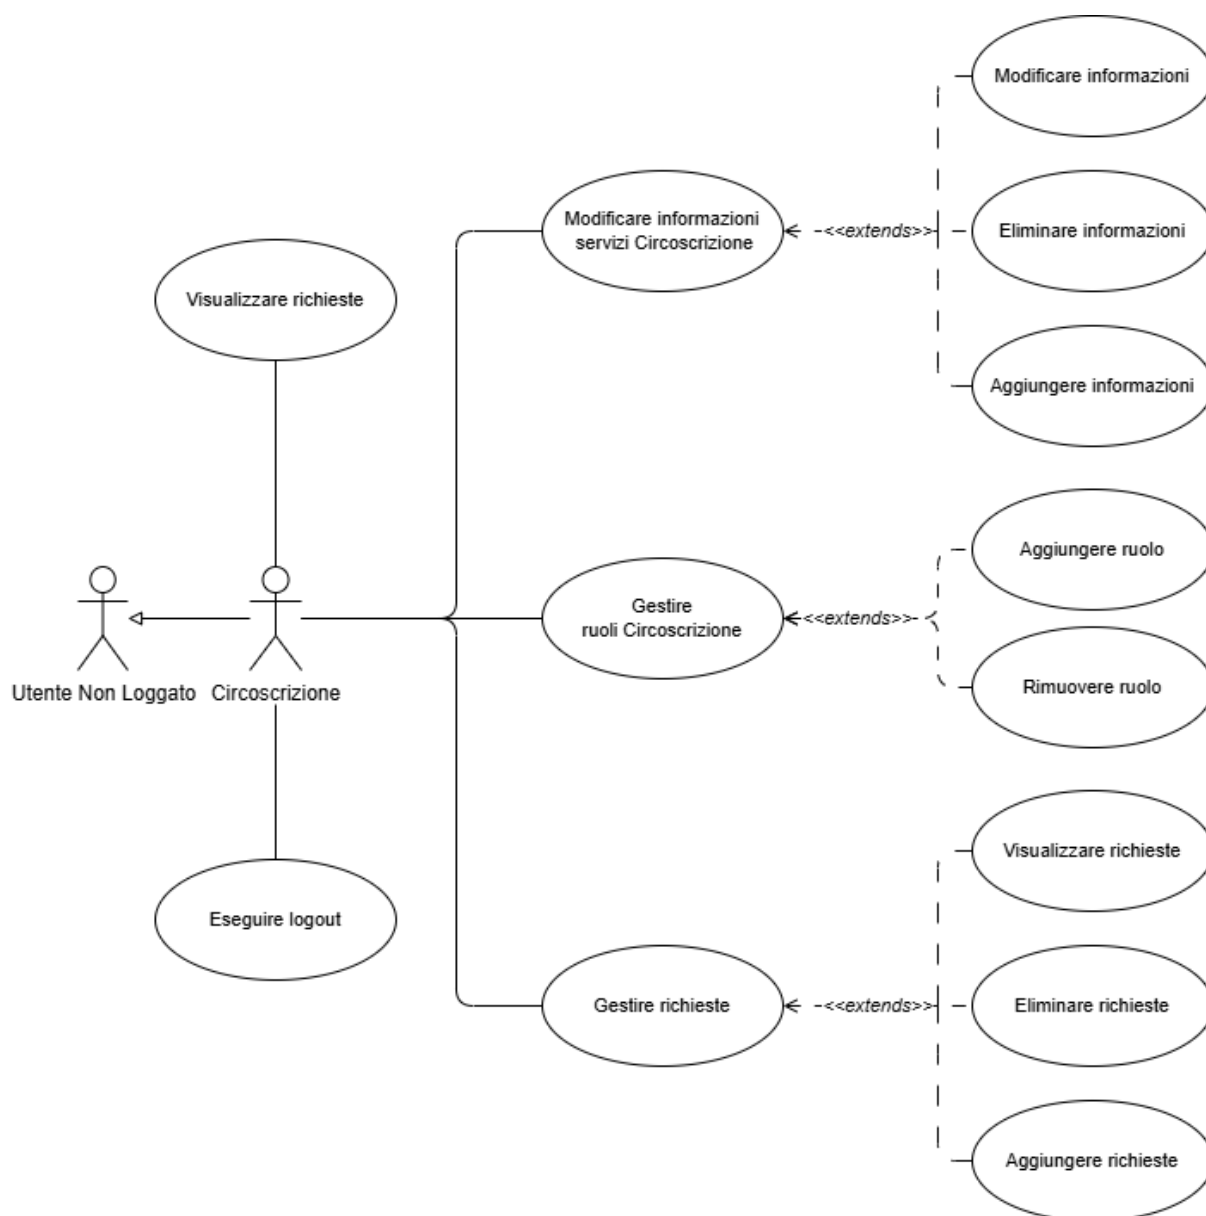 Modificare informazioni
Modificare informazioni
servizi Circoscrizione
<<extends>>
Eliminare informazioni
Visualizzare richieste
Aggiungere informazioni
Aggiungere ruolo
Gestire
ruoli Circoscrizione
<<extends>>
Rimuovere ruolo
Utente Non Loggato
Circoscrizione
Visualizzare richieste
Eseguire logout
Gestire richieste
<<extends>>
Eliminare richieste
Aggiungere richieste